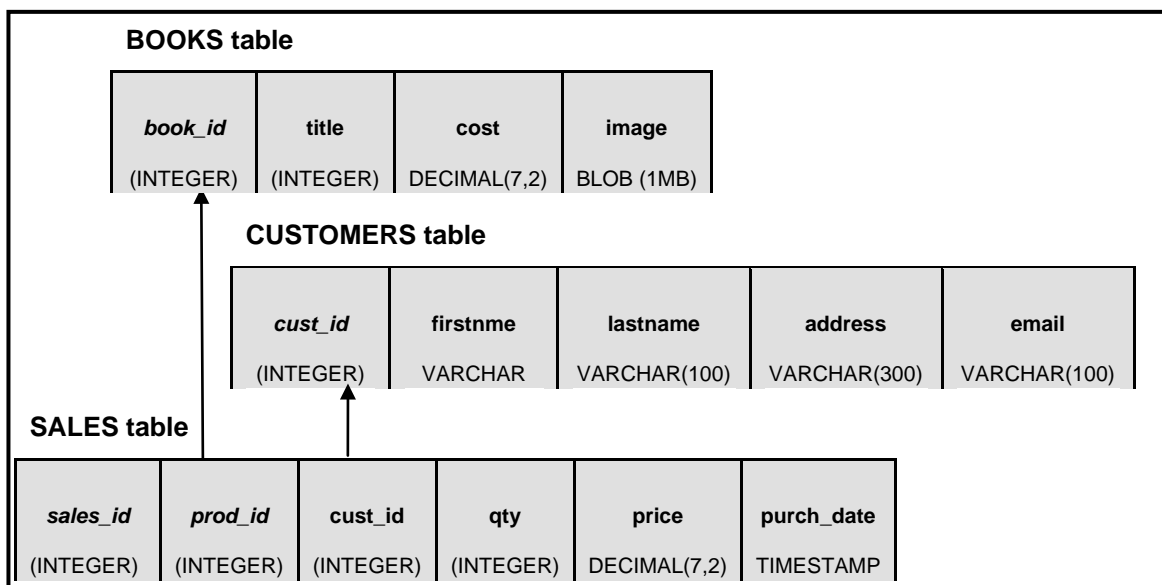 BOOKS table
book_id title cost image
(INTEGER) (INTEGER) DECIMAL(7,2) BLOB (1MB)
CUSTOMERS table
cust_id firstnme lastname address email
(INTEGER) VARCHAR VARCHAR(100) VARCHAR(300) VARCHAR(100)
SALES table
sales_id prod_id cust_id qty price purch_date
(INTEGER) (INTEGER) (INTEGER) (INTEGER) DECIMAL(7,2) TIMESTAMP